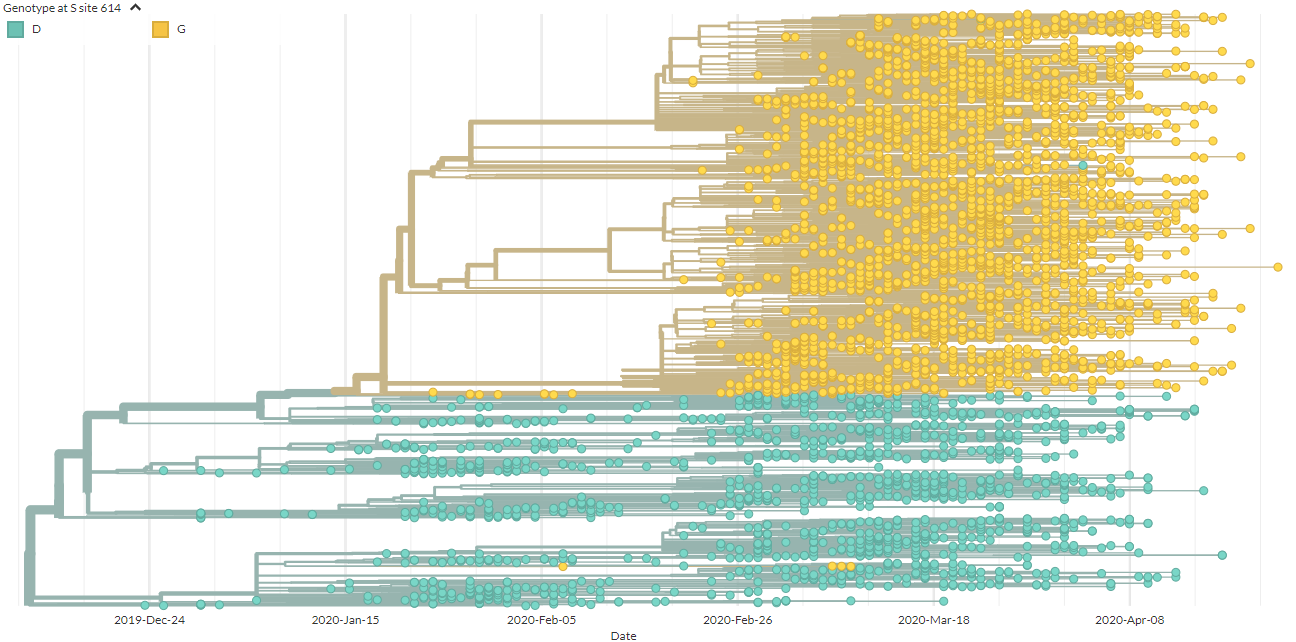 Genotype at S site 614
D G
2019-Dec-24 2020-Jan-15 2020-Feb-05 2020-Feb-26 2020-Mar-18 2020-Apr-08
Date